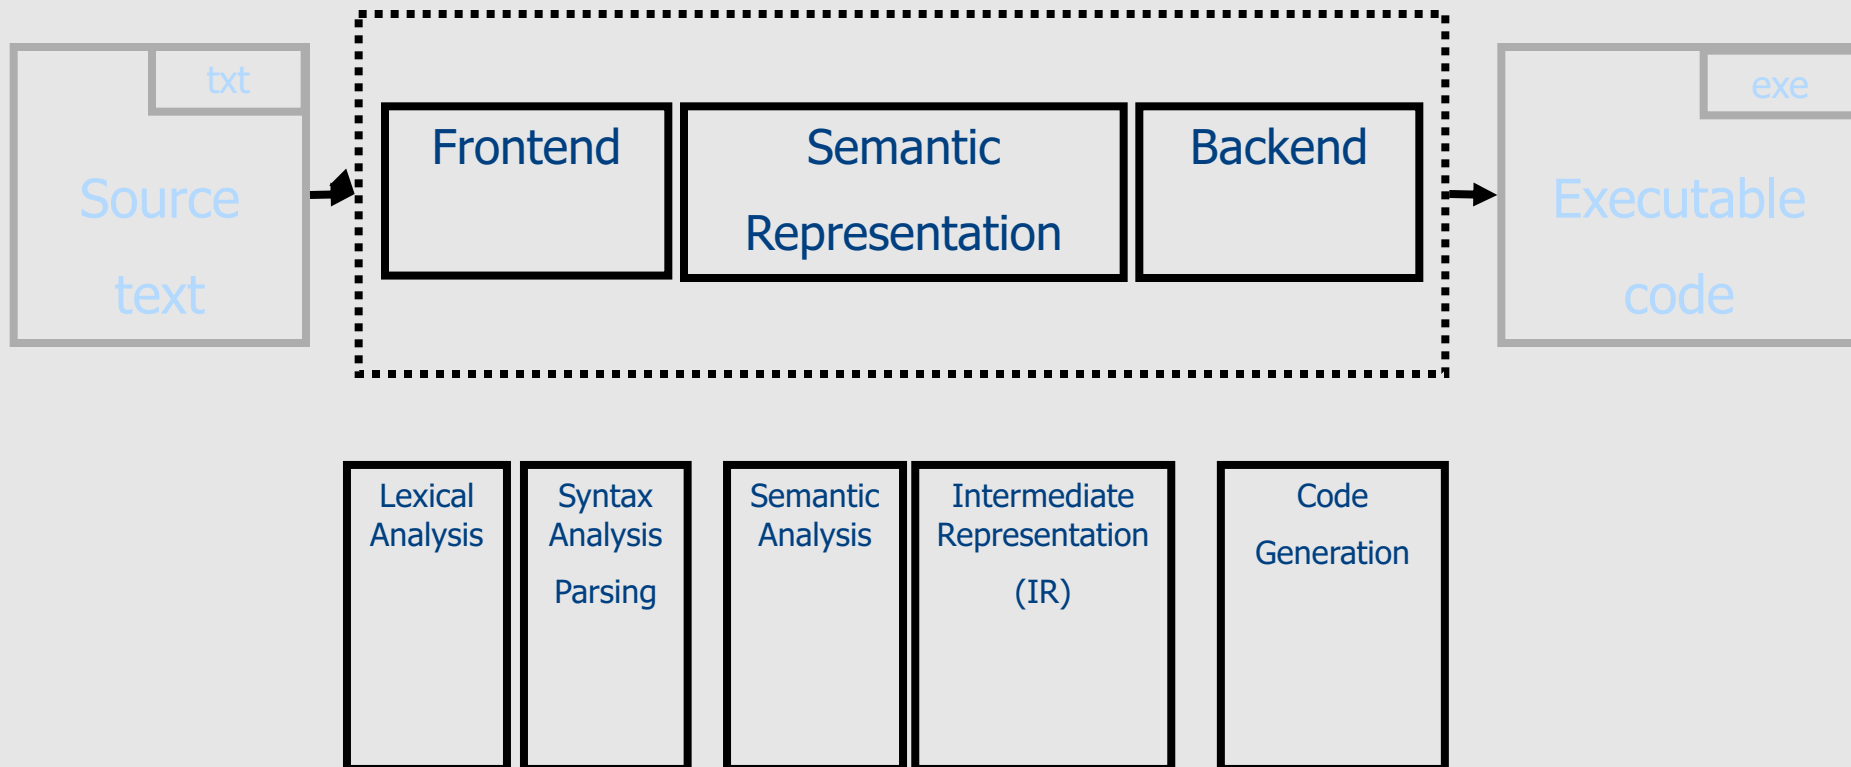 txt
Source
text
Frontend
Semantic
Representation
Backend
exe
Executable
code
Lexical
Analysis
Syntax
Analysis
Parsing
Semantic
Analysis
Intermediate
Representation
(IR)
Code
Generation